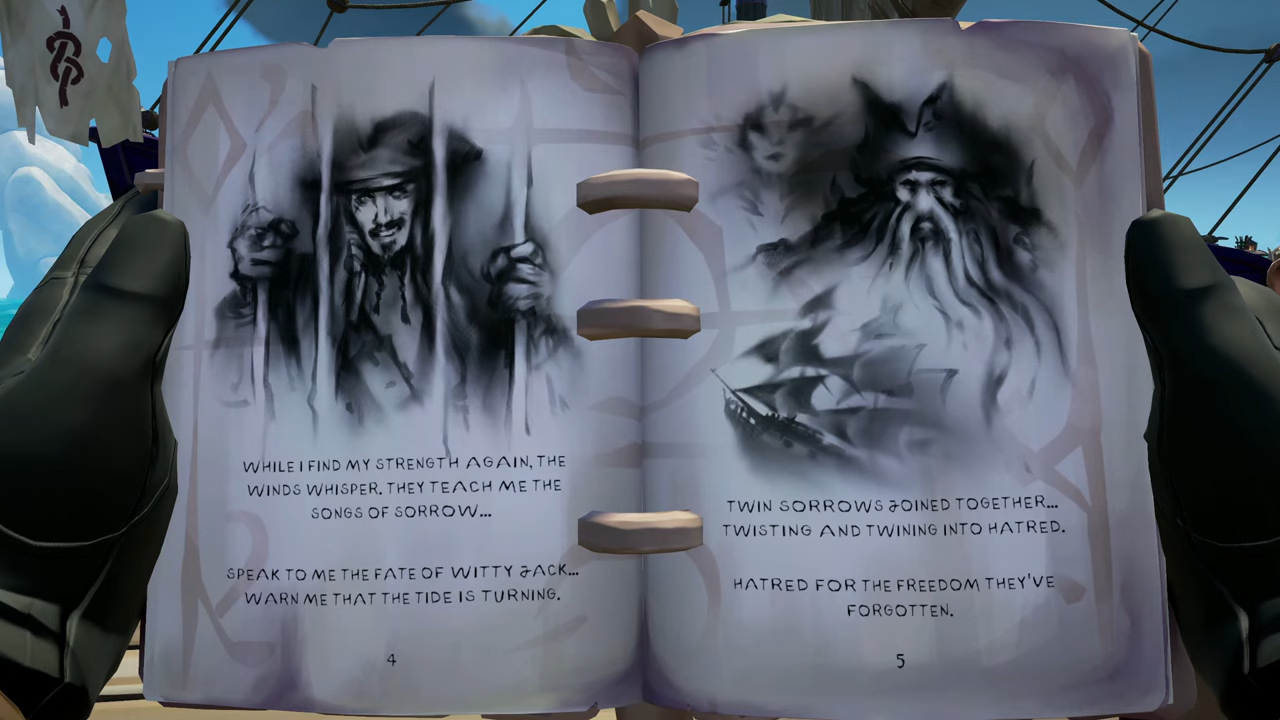 WHILE I FIND MY STRENGTH AGAIN, THE
WINDS WHISPER. THEY TEACH ME THE
SONGS OF SORROW...
SPEAK TO ME THE FATE OF WITTY JACK...
WARN ME THAT THE TIDE IS TURNING.
4
TWIN SORROWS JOINED TOGETHER...
TWISTING AND TWINING INTO HATRED.
HATRED FOR THE FREEDOM THEY'VE
FORGOTTEN.
5